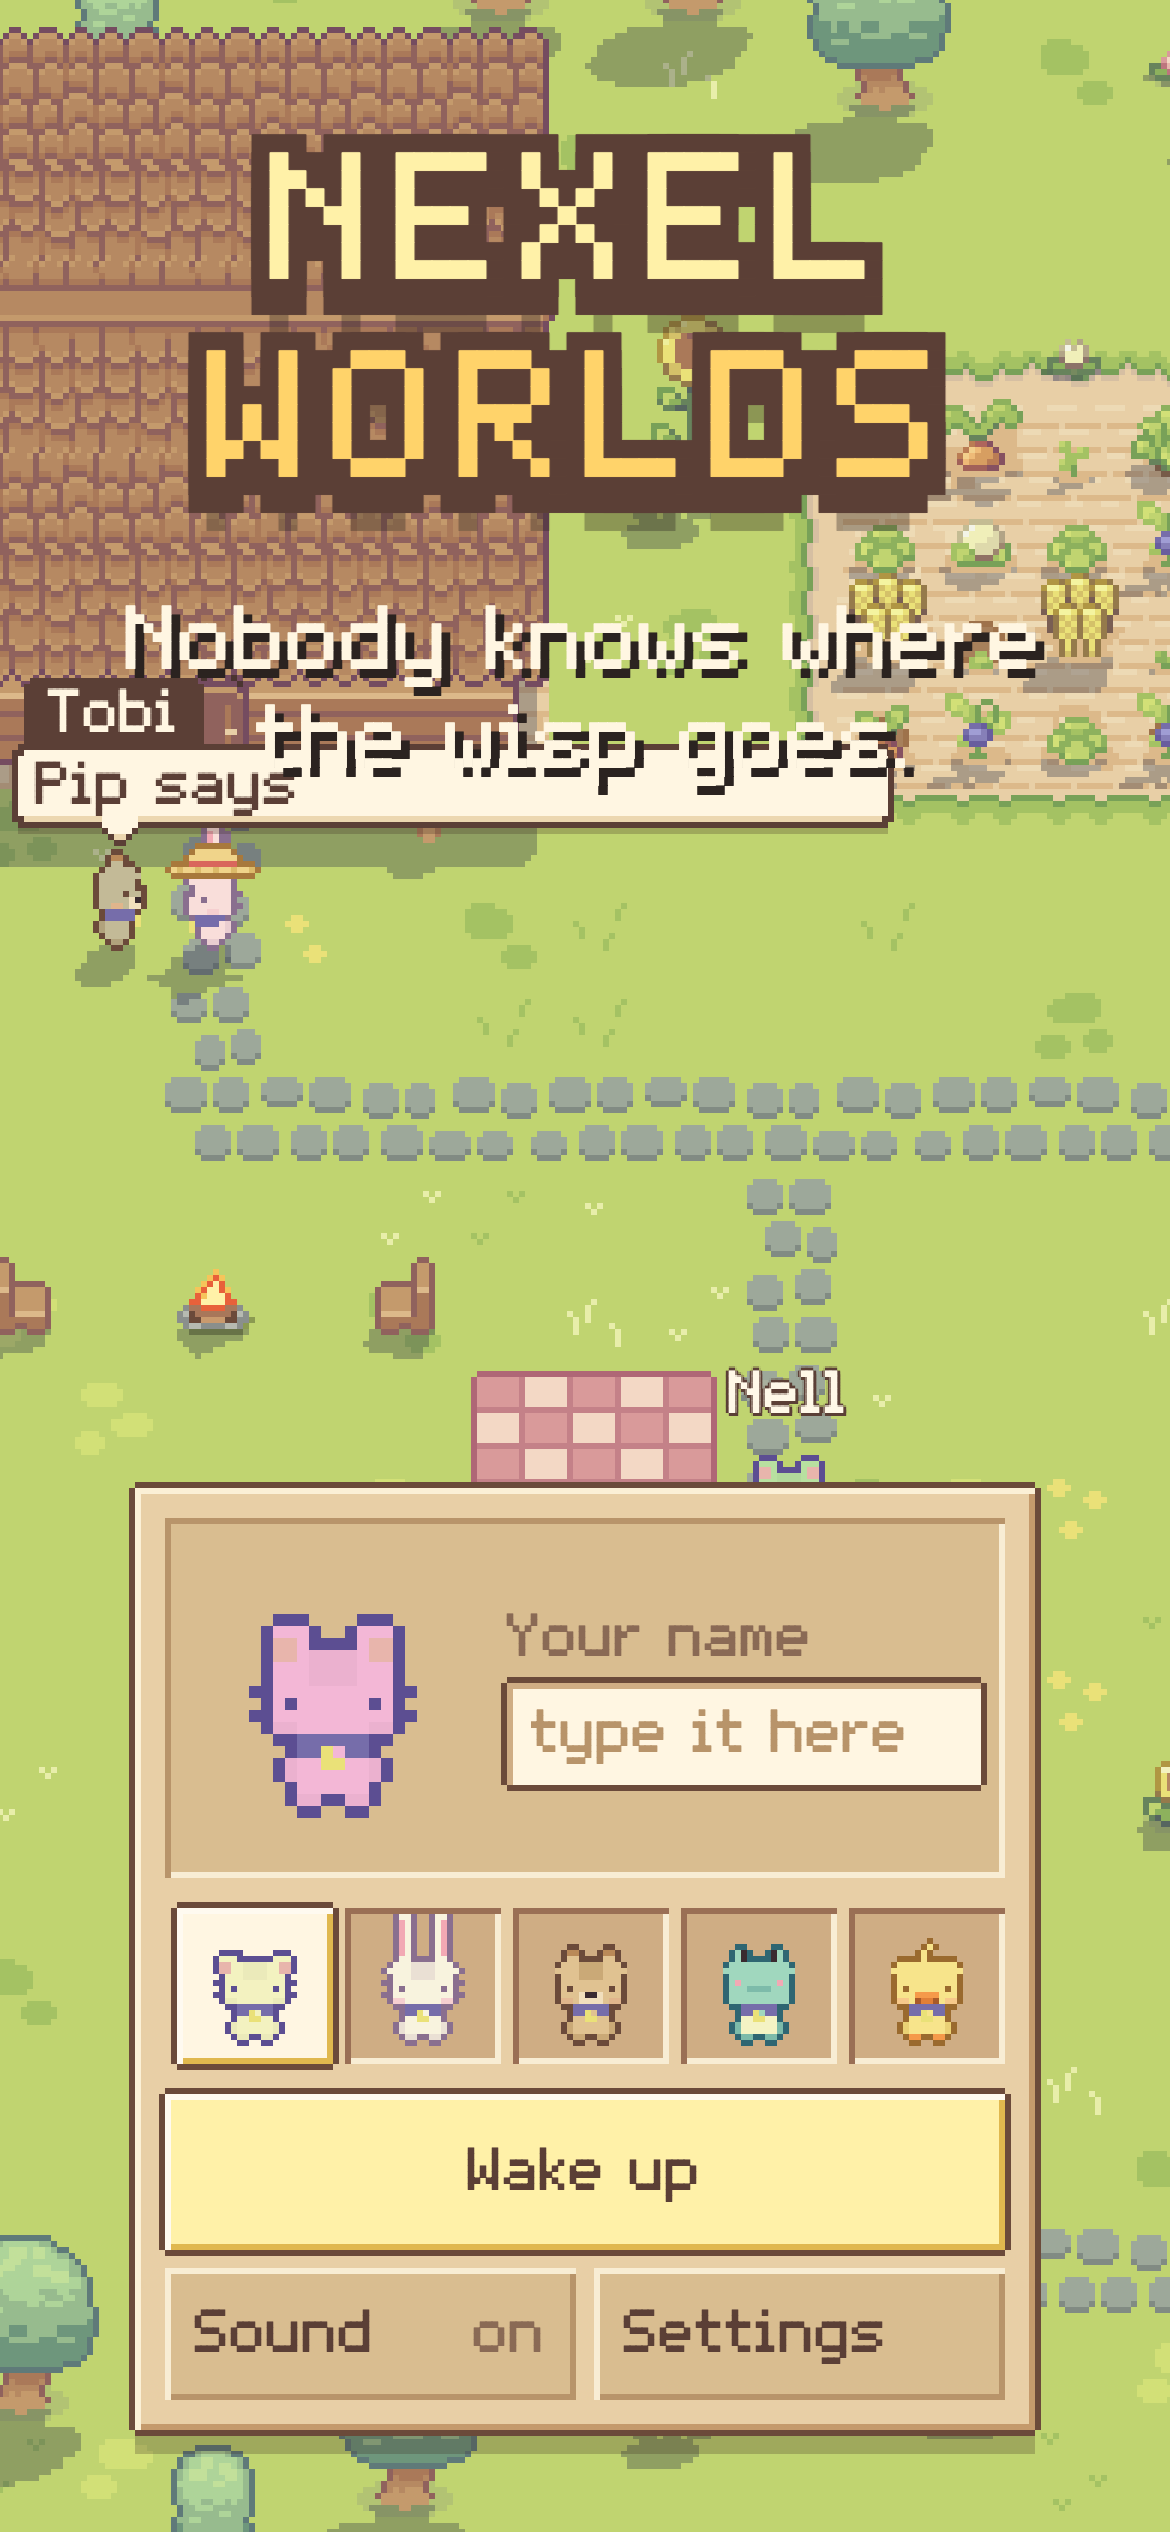 NEXEL
WORLDS
Nobody knows where
the wisp goes.
Tobi
Pip says
Nell
Your name
type it here
Wake up
Sound on
Settings